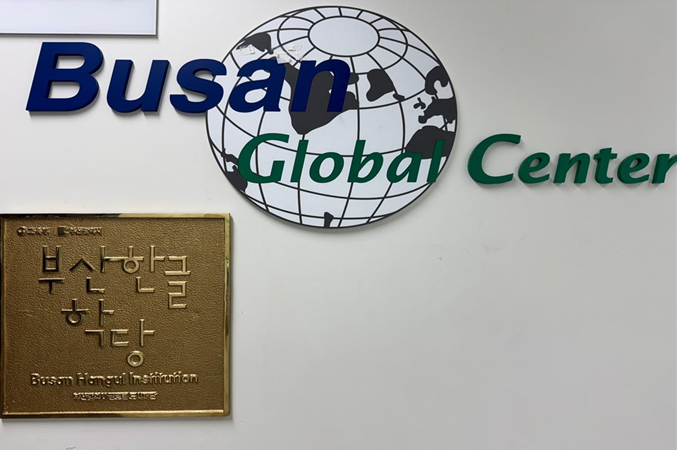 Busan
Global Center
부산한글
학당
Busan Hangul Institution